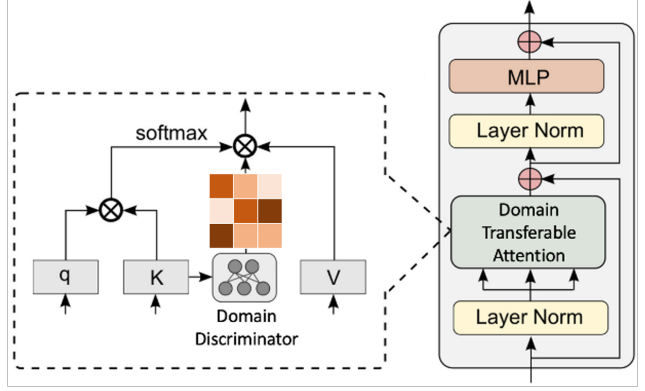 softmax
q
K
V
Domain
Discriminator
MLP
Layer Norm
Domain
Transferable
Attention
Layer Norm